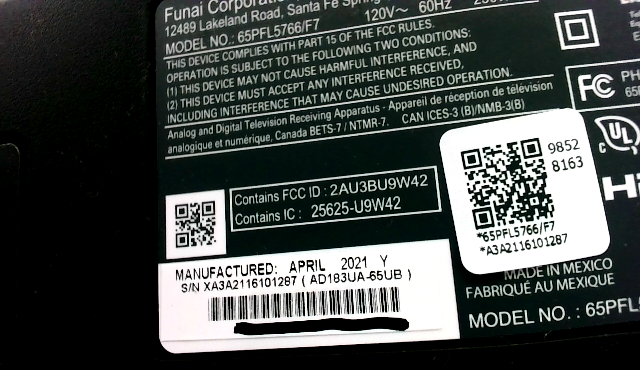 Funai Corporation
12489 Lakeland Road, Santa Fe
MODEL NO.: 65PFL5766/F7 120V~ 60HZ
THIS DEVICE COMPLIES WITH PART 15 OF THE FCC RULES.
OPERATION IS SUBJECT TO THE FOLLOWING TWO CONDITIONS:
(1) THIS DEVICE MAY NOT CAUSE HARMFUL INTERFERENCE, AND
(2) THIS DEVICE MUST ACCEPT ANY INTERFERENCE RECEIVED,
INCLUDING INTERFERENCE THAT MAY CAUSE UNDESIRED OPERATION.
Analog and Digital Television Receiving Apparatus - Appareil de réception de télévision
analogique et numérique, Canada BETS-7 / NTMR-7. CAN ICES-3 (B)/NMB-3(B)
Contains FCC ID : 2AU3BU9W42
Contains IC : 25625-U9W42
MANUFACTURED: APRIL 2021 Y
S/N XA3A2116101287 ( AD183UA-65UB )
FC
UL
9852
8163
*65PFL5766/F7
*A3A2116101287
MADE IN MEXICO
FABRIQUÉ AU MEXIQUE
MODEL NO. : 65PFL